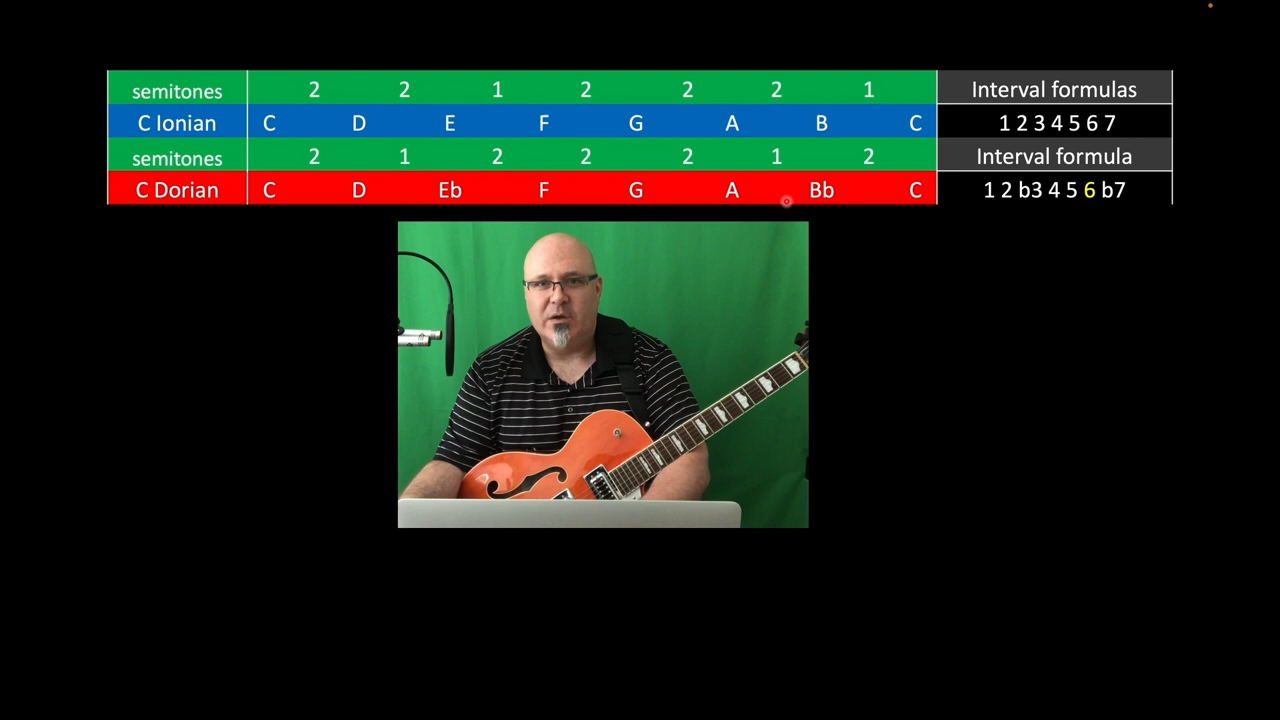 semitones 2 2 1 2 2 2 1 Interval formulas
C Ionian C D E F G A B C 1 2 3 4 5 6 7
semitones 2 1 2 2 2 1 2 Interval formula
C Dorian C D Eb F G A Bb C 1 2 b3 4 5 6 b7